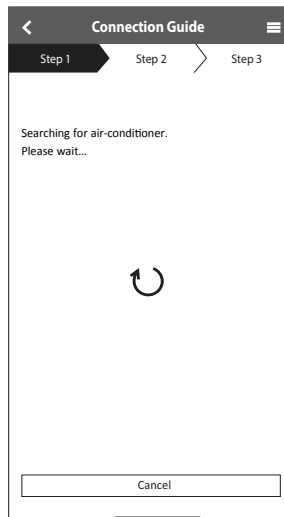 Connection Guide
Step 1 Step 2 Step 3
Searching for air-conditioner.
Please wait...
Cancel